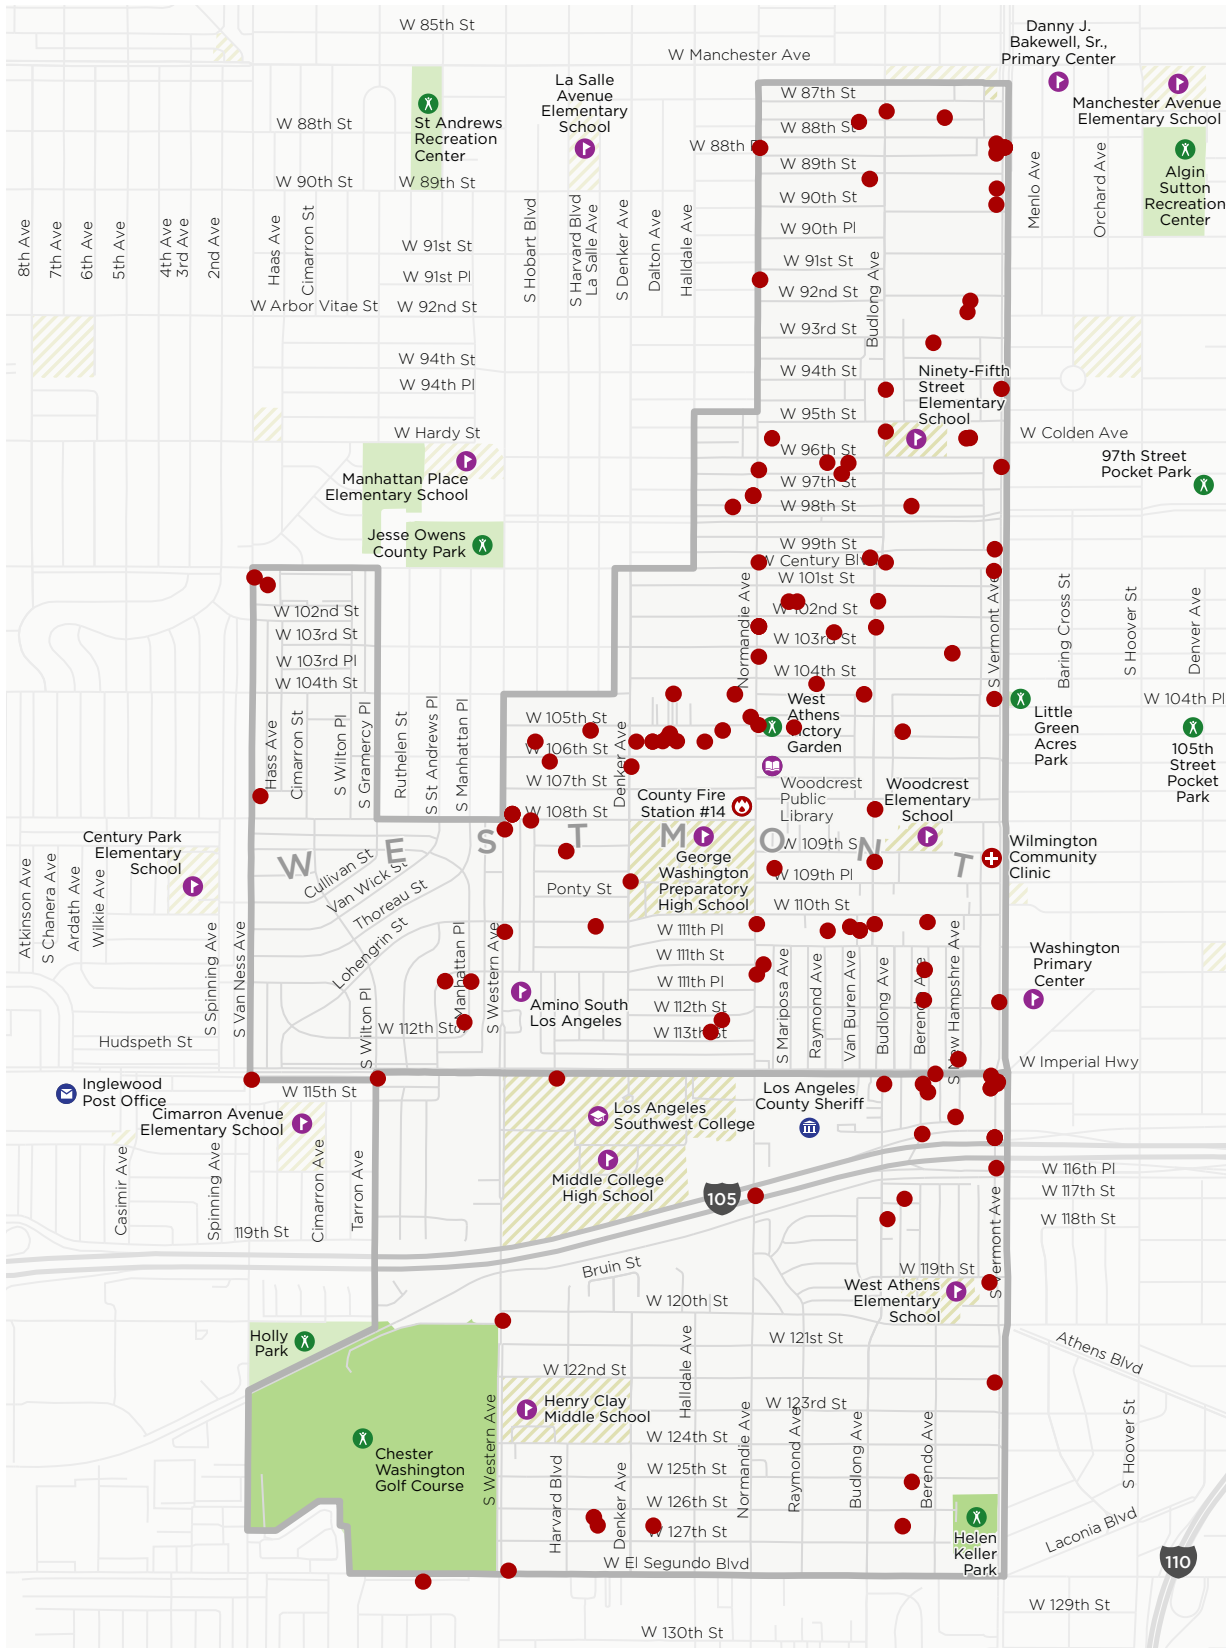 W 85th St
W Manchester Ave
Danny J.
Bakewell, Sr.,
Primary Center
La Salle
Avenue
Elementary
School
W 87th St
Manchester Avenue
Elementary School
St Andrews
Recreation
Center
W 88th St
W 88th St
W 88th P
W 89th St
W 90th St
W 89th St
W 90th St
Algin
Sutton
Recreation
Center
Menlo Ave
Orchard Ave
8th Ave
7th Ave
6th Ave
5th Ave
4th Ave
3rd Ave
2nd Ave
Haas Ave
Cimarron St
S Hobart Blvd
S Harvard Blvd
La Salle Ave
S Denker Ave
Dalton Ave
Halldale Ave
W 90th Pl
W 91st St
W 91st St
W 91st Pl
W Arbor Vitae St
W 92nd St
W 92nd St
Budlong Ave
W 93rd St
W 94th St
W 94th Pl
W 94th St
Ninety-Fifth
Street
Elementary
School
W 95th St
W Hardy St
W Colden Ave
W 96th St
97th Street
Pocket Park
Manhattan Place
Elementary School
W 97th St
W 98th St
Jesse Owens
County Park
W 99th St
W Century Bl
W 101st St
W 102nd St
W 102nd St
W 103rd St
W 103rd St
W 103rd Pl
W 104th St
W 104th St
Normandie Ave
S Vermont Ave
Baring Cross St
S Hoover St
Denver Ave
W 104th Pl
Hass Ave
Cimarron St
S Wilton Pl
S Gramercy Pl
Ruthelen St
S St Andrews Pl
S Manhattan Pl
W 105th St
W 106th St
W 107th St
W 108th St
Denker Ave
West
Athens
Victory
Garden
Little
Green
Acres
Park
105th
Street
Pocket
Park
Woodcrest
Public
Library
Woodcrest
Elementary
School
County Fire
Station #14
WESTMONT
George
Washington
Preparatory
High School
W 109th S
W 109th Pl
Wilmington
Community
Clinic
Century Park
Elementary
School
Cullivan St
Van Wick St
Thoreau St
Lohengrin St
Ponty St
W 110th St
Atkinson Ave
S Chanera Ave
Ardath Ave
Wilkie Ave
S Spinning Ave
S Van Ness Ave
S Wilton Pl
Manhattan Pl
S Western Ave
W 111th Pl
W 111th St
W 111th Pl
W 112th St
W 113th St
W 112th St
Amino South
Los Angeles
S Mariposa Ave
Raymond Ave
Van Buren Ave
Budlong Ave
Berendo Ave
S New Hampshire Ave
Washington
Primary
Center
Hudspeth St
W Imperial Hwy
Inglewood
Post Office
W 115th St
Cimarron Avenue
Elementary School
Los Angeles
Southwest College
Los Angeles
County Sheriff
Middle College
High School
Casimir Ave
Spinning Ave
Cimarron Ave
Tarron Ave
119th St
105
W 116th Pl
W 117th St
W 118th St
S Vermont Ave
Bruin St
W 119th St
West Athens
Elementary
School
W 120th St
W 121st St
Holly
Park
Athens Blvd
W 122nd St
Henry Clay
Middle School
W 123rd St
Halldale Ave
W 124th St
W 125th St
W 126th St
W 127th St
Chester
Washington
Golf Course
S Western Ave
Harvard Blvd
Denker Ave
Normandie Ave
Raymond Ave
Budlong Ave
Berendo Ave
S Hoover St
Laconia Blvd
Helen
Keller
Park
110
W El Segundo Blvd
W 129th St
W 130th St